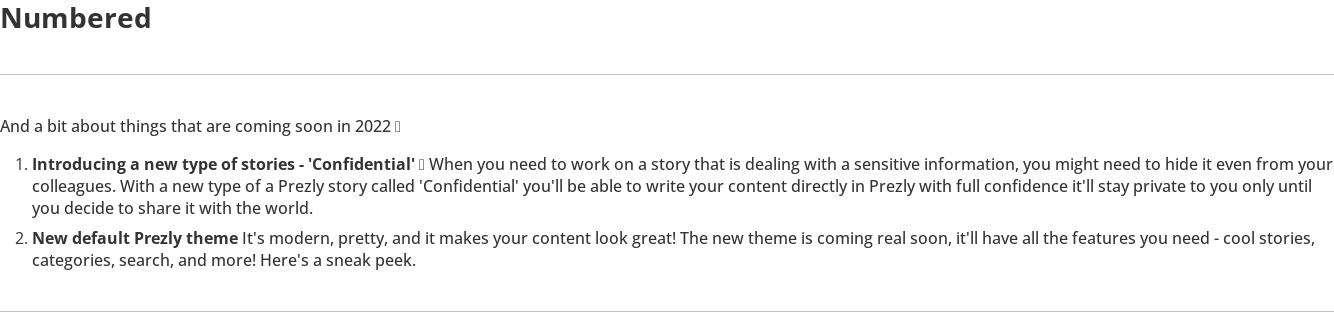 Numbered
And a bit about things that are coming soon in 2022
1. Introducing a new type of stories - 'Confidential' When you need to work on a story that is dealing with a sensitive information, you might need to hide it even from your
colleagues. With a new type of a Prezly story called 'Confidential' you'll be able to write your content directly in Prezly with full confidence it'll stay private to you only until
you decide to share it with the world.
2. New default Prezly theme It's modern, pretty, and it makes your content look great! The new theme is coming real soon, it'll have all the features you need - cool stories,
categories, search, and more! Here's a sneak peek.